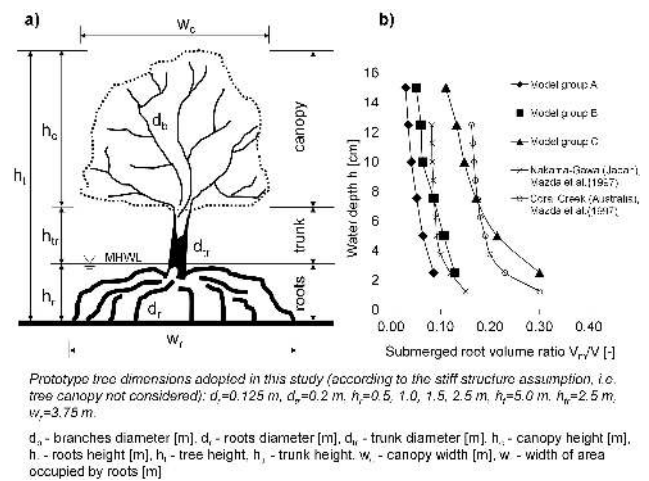 a)
b)
wc
hc
ht
htr
hr
db
dtr
dr
wr
MHWL
canopy
trunk
roots
16
14
12
10
8
6
4
2
0
Water depth h [cm]
0.00 0.10 0.20 0.30 0.40
Submerged root volume ratio Vm/V [-]
Model group A
Model group B
Model group C
Nakama-Gawa (Japan),
Mazda et al.(1997)
Coral Creek (Australia),
Mazda et al.(1997)
Prototype tree dimensions adopted in this study (according to the stiff structure assumption, i.e.
tree canopy not considered): dr=0.125 m, dtr=0.2 m. hr=0.5, 1.0, 1.5, 2.5 m, ht=5.0 m. htr=2.5 m,
wr=3.75 m.
db - branches diameter [m], dr - roots diameter [m], dtr - trunk diameter [m]. hc - canopy height [m],
hr - roots height [m], ht - tree height, htr - trunk height. wc - canopy width [m], w - width of area
occupied by roots [m]